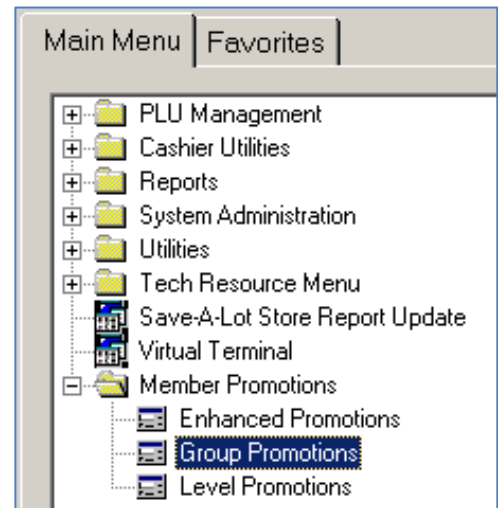 Main Menu Favorites
PLU Management
Cashier Utilities
Reports
System Administration
Utilities
Tech Resource Menu
Save-A-Lot Store Report Update
Virtual Terminal
Member Promotions
Enhanced Promotions
Group Promotions
Level Promotions